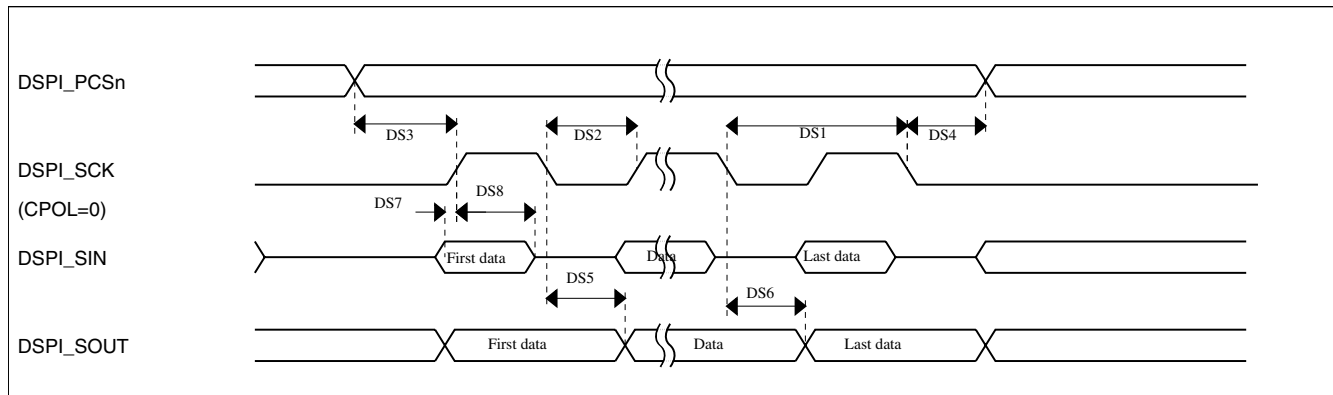 DSPI_PCSn
DS3
DS2
DS1
DS4
DSPI_SCK
(CPOL=0)
DS7
DS8
DSPI_SIN
First data
Data
Last data
DS5
DS6
DSPI_SOUT
First data
Data
Last data